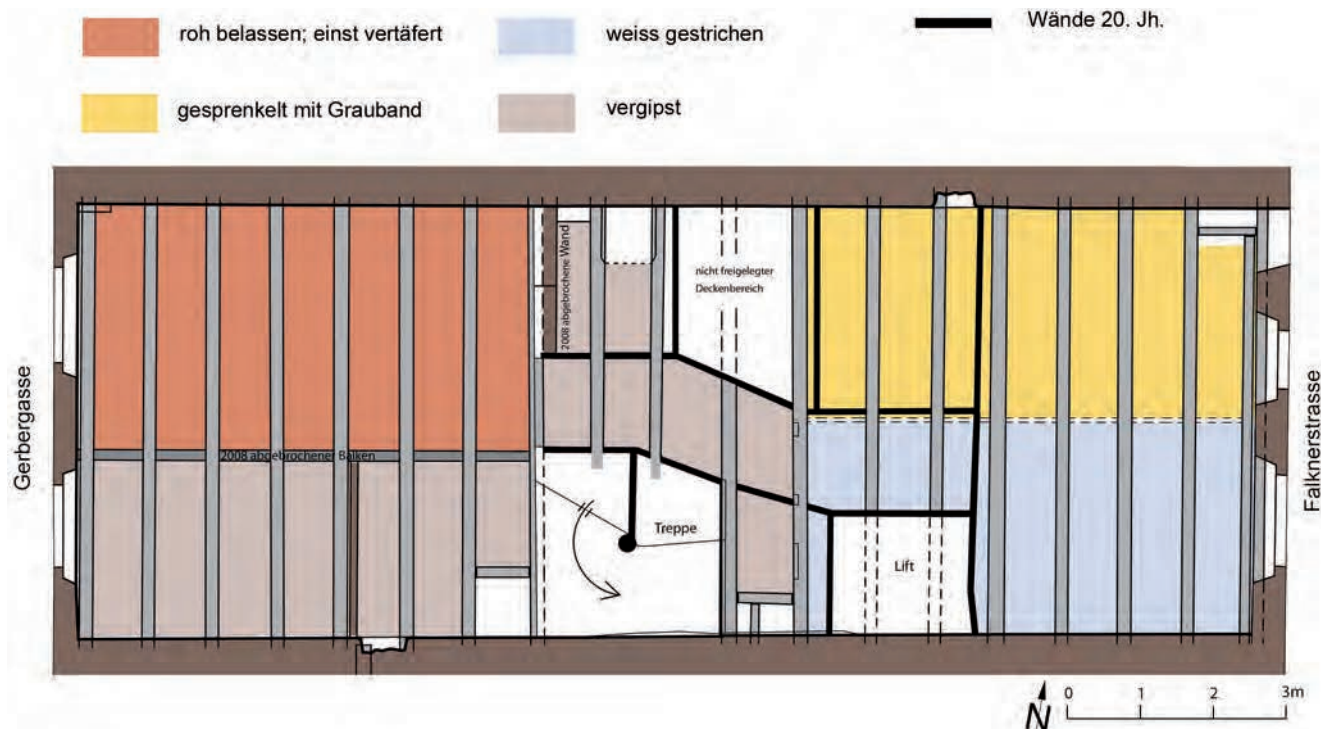 roh belassen; einst vertäfert
weiss gestrichen
Wände 20. Jh.
gesprenkelt mit Grauband
vergipst
Gerbergasse
2008 abgebrochene Wand
nicht freigelegter
Deckenbereich
2008 abgebrochener Balken
Treppe
Lift
Falknerstrasse
N
0 1 2 3m